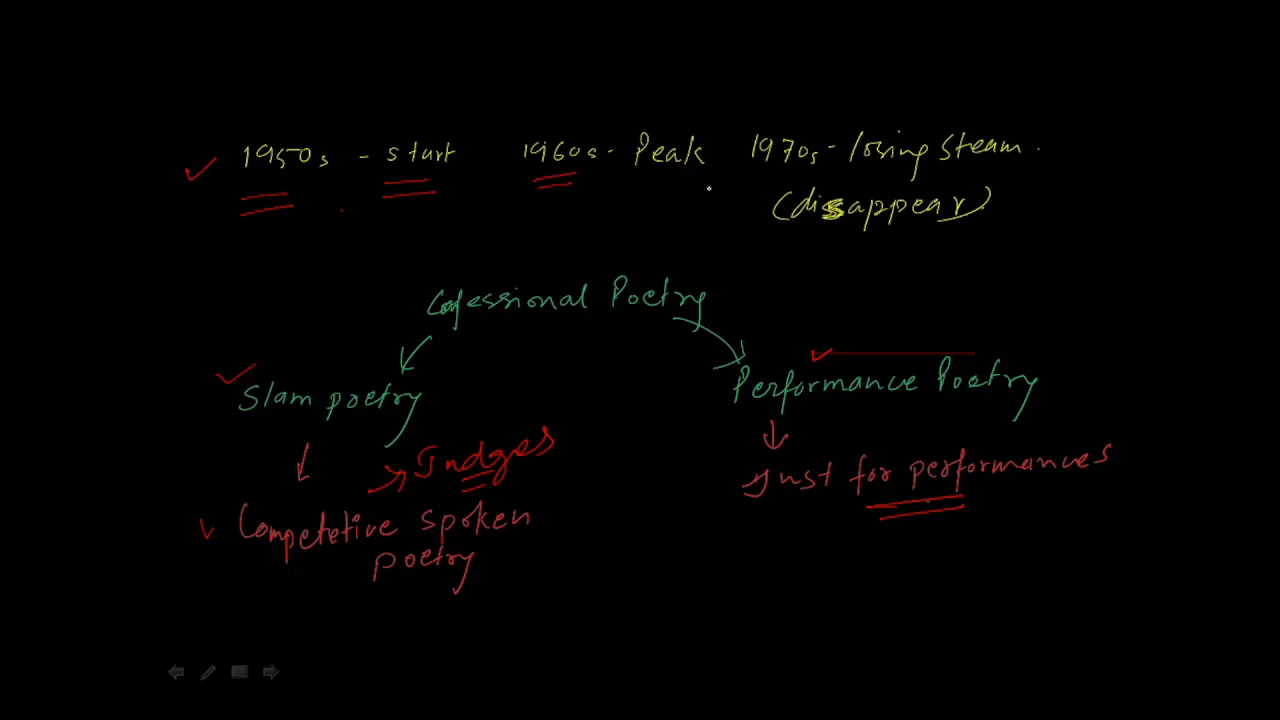 1950s - start 1960s - Peak 1970s - losing steam.
(disappear)
Cofessional Poetry
Slam poetry
Performance Poetry
Judges
Just for performances
Competetive spoken
poetry